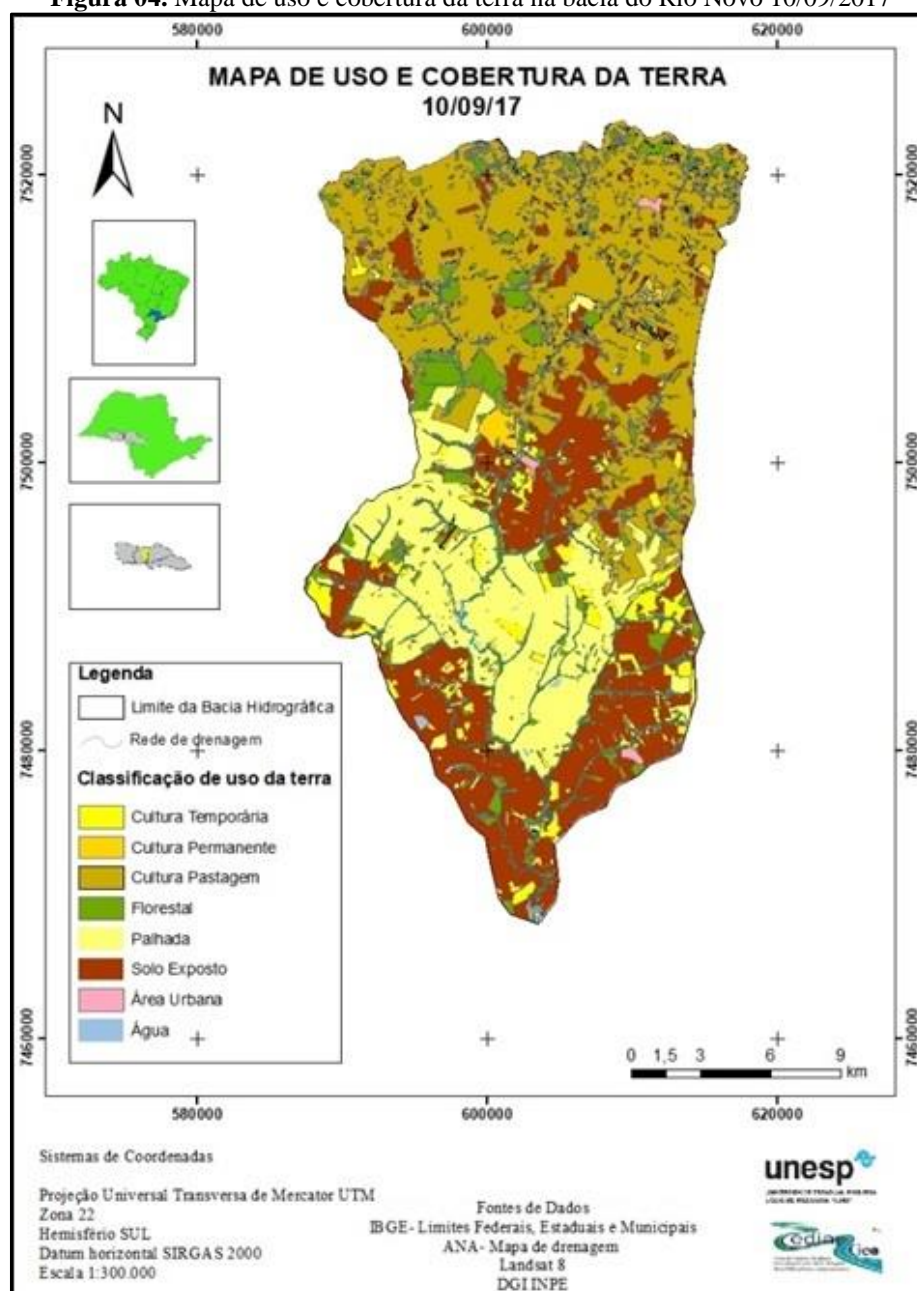 Figura 04: Mapa de uso e cobertura da terra na bacia do Rio Novo 10/09/2017
580000 600000 620000
MAPA DE USO E COBERTURA DA TERRA
10/09/17
N
7520000 7520000
7500000 7500000
7480000 7480000
7460000 7460000
Legenda
Limite da Bacia Hidrográfica
Rede de drenagem
Classificação de uso da terra
Cultura Temporária
Cultura Permanente
Cultura Pastagem
Florestal
Palhada
Solo Exposto
Área Urbana
Água
0 1,5 3 6 9
km
580000 600000 620000
Sistemas de Coordenadas
Projeção Universal Transversa de Mercator UTM
Zona 22
Hemisfério SUL
Datum horizontal SIRGAS 2000
Escala 1:300.000
Fontes de Dados
IBGE- Limites Federais, Estaduais e Municipais
ANA- Mapa de drenagem
Landsat 8
DGI INPE
unesp